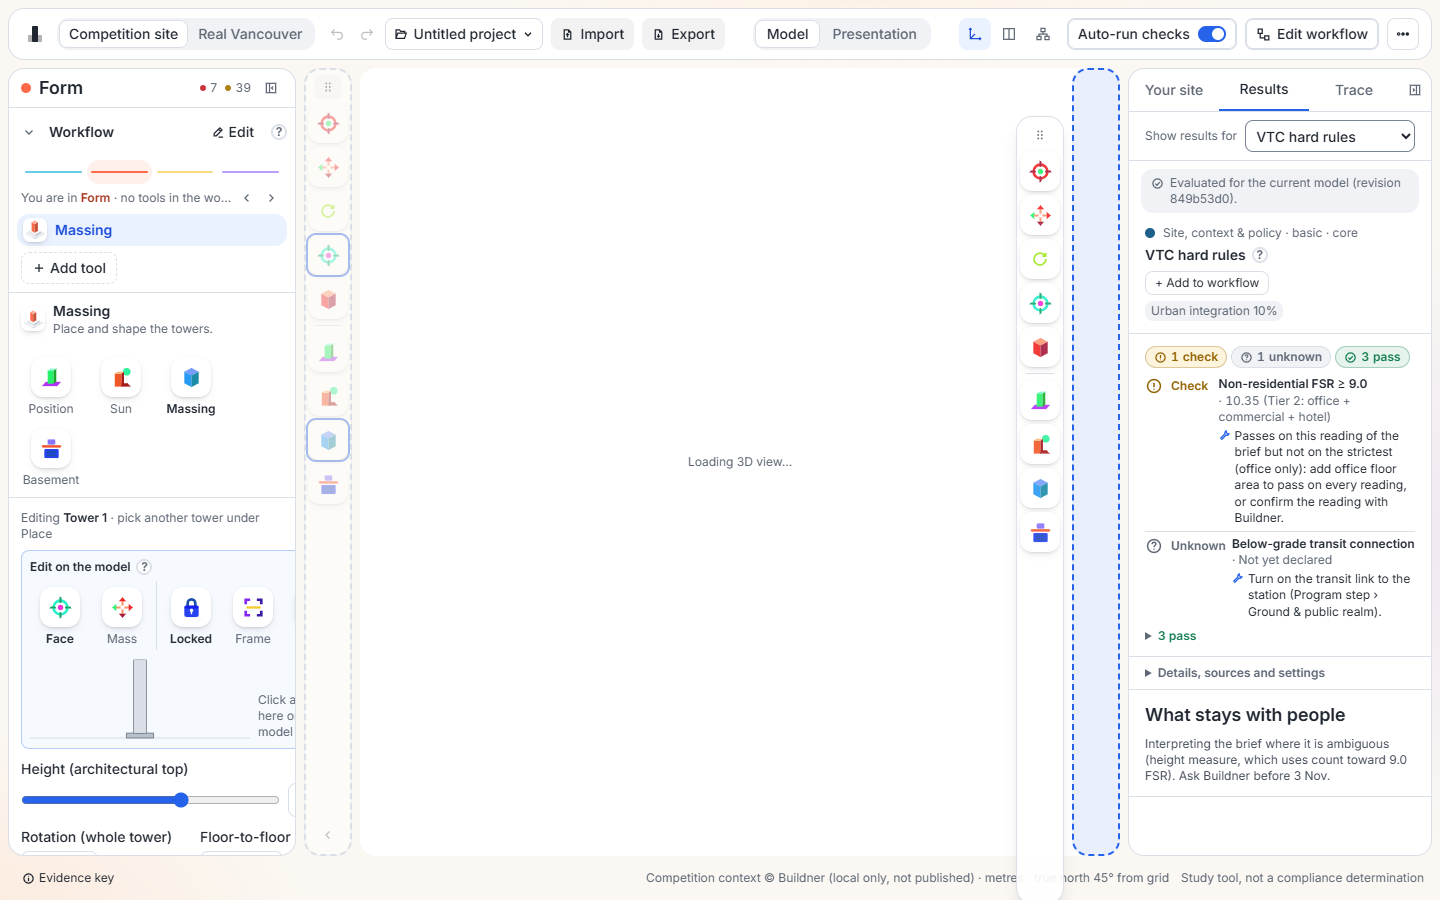 Competition site
Real Vancouver
Untitled project
Import
Export
Model
Presentation
Auto-run checks
Edit workflow
Form
7
39
Workflow
Edit
?
You are in Form · no tools in the wo...
Massing
+ Add tool
Massing
Place and shape the towers.
Position
Sun
Massing
Basement
Editing Tower 1 · pick another tower under
Place
Edit on the model ?
Face
Mass
Locked
Frame
Click a
here o
model
Height (architectural top)
Rotation (whole tower)
Floor-to-floor
Loading 3D view...
Your site
Results
Trace
Show results for
VTC hard rules
Evaluated for the current model (revision
849b53d0).
Site, context & policy · basic · core
VTC hard rules ?
+ Add to workflow
Urban integration 10%
1 check
1 unknown
3 pass
Check
Non-residential FSR ≥ 9.0
· 10.35 (Tier 2: office +
commercial + hotel)
Passes on this reading of the
brief but not on the strictest
(office only): add office floor
area to pass on every reading,
or confirm the reading with
Buildner.
Unknown
Below-grade transit connection
· Not yet declared
Turn on the transit link to the
station (Program step ›
Ground & public realm).
3 pass
Details, sources and settings
What stays with people
Interpreting the brief where it is ambiguous
(height measure, which uses count toward 9.0
FSR). Ask Buildner before 3 Nov.
Evidence key
Competition context © Buildner (local only, not published) · metres · true north 45° from grid
Study tool, not a compliance determination